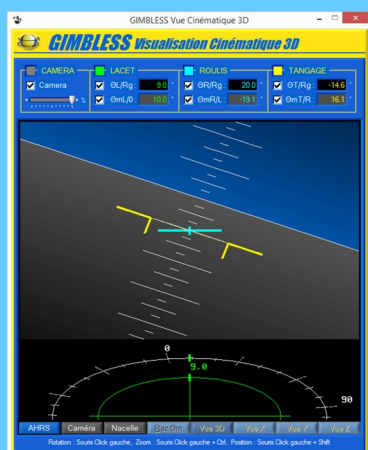 GIMBLESS Vue Cinématique 3D
GIMBLESS Visualisation Cinématique 3D
CAMERA LACET ROULIS TANGAGE
Camera ΘL/Rg: 9.0 ° ΘR/Rg: 20.0 ° ΘT/Rg: -14.6 °
% ΘmL/0: 10.0 ° ΘmR/L: -19.1 ° ΘmT/R: 16.1 °
0
9.0
90
AHRS Caméra Nacelle Vue 3D Vue X Vue Y Vue Z
Rotation : Souris Click gauche, Zoom : Souris Click gauche + Ctrl, Position : Souris Click gauche + Shift